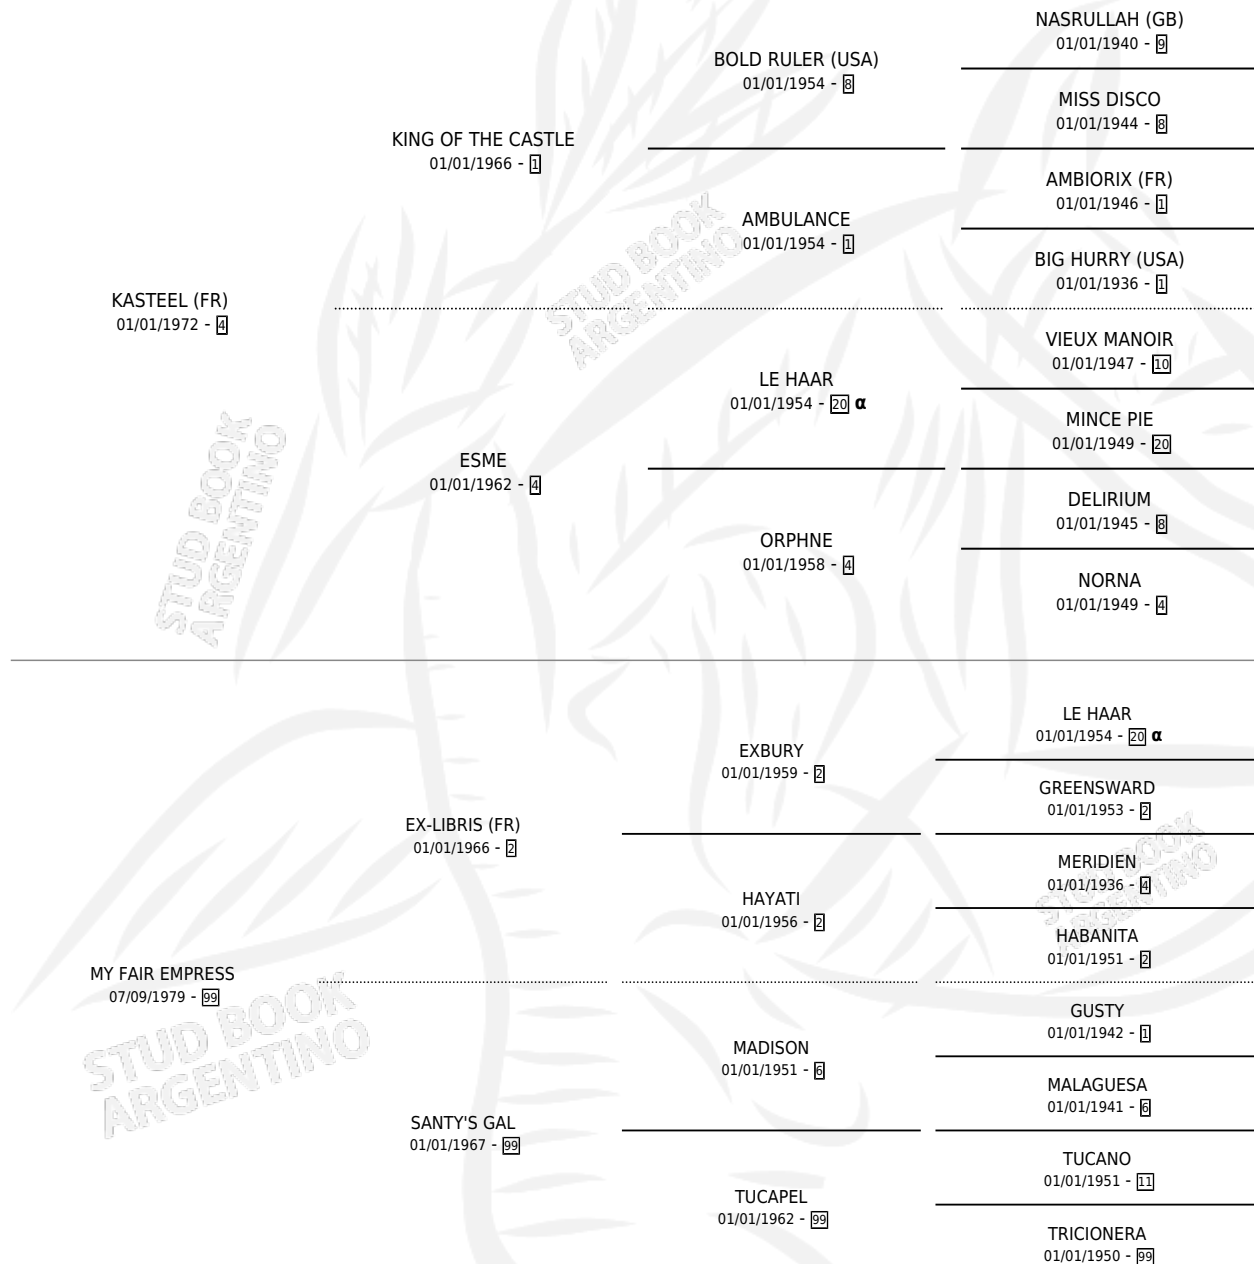 NASRULLAH (GB)
01/01/1940 - 9
BOLD RULER (USA)
01/01/1954 - 8
MISS DISCO
01/01/1944 - 8
KING OF THE CASTLE
01/01/1966 - 1
AMBIORIX (FR)
01/01/1946 - 1
AMBULANCE
01/01/1954 - 1
BIG HURRY (USA)
01/01/1936 - 1
KASTEEL (FR)
01/01/1972 - 4
VIEUX MANOIR
01/01/1947 - 10
LE HAAR
01/01/1954 - 20 α
MINCE PIE
01/01/1949 - 20
ESME
01/01/1962 - 4
DELIRIUM
01/01/1945 - 8
ORPHNE
01/01/1958 - 4
NORNA
01/01/1949 - 4
LE HAAR
01/01/1954 - 20 α
EXBURY
01/01/1959 - 2
GREENSWARD
01/01/1953 - 2
EX-LIBRIS (FR)
01/01/1966 - 2
MERIDIEN
01/01/1936 - 4
HAYATI
01/01/1956 - 2
HABANITA
01/01/1951 - 2
MY FAIR EMPRESS
07/09/1979 - 99
GUSTY
01/01/1942 - 1
MADISON
01/01/1951 - 6
MALAGUESA
01/01/1941 - 6
SANTY'S GAL
01/01/1967 - 99
TUCANO
01/01/1951 - 11
TUCAPEL
01/01/1962 - 99
TRICIONERA
01/01/1950 - 99
STUD BOOK
ARGENTINO
STUD BOOK
ARGENTINO
STUD BOOK
ARGENTINO
STUD BOOK
ARGENTINO